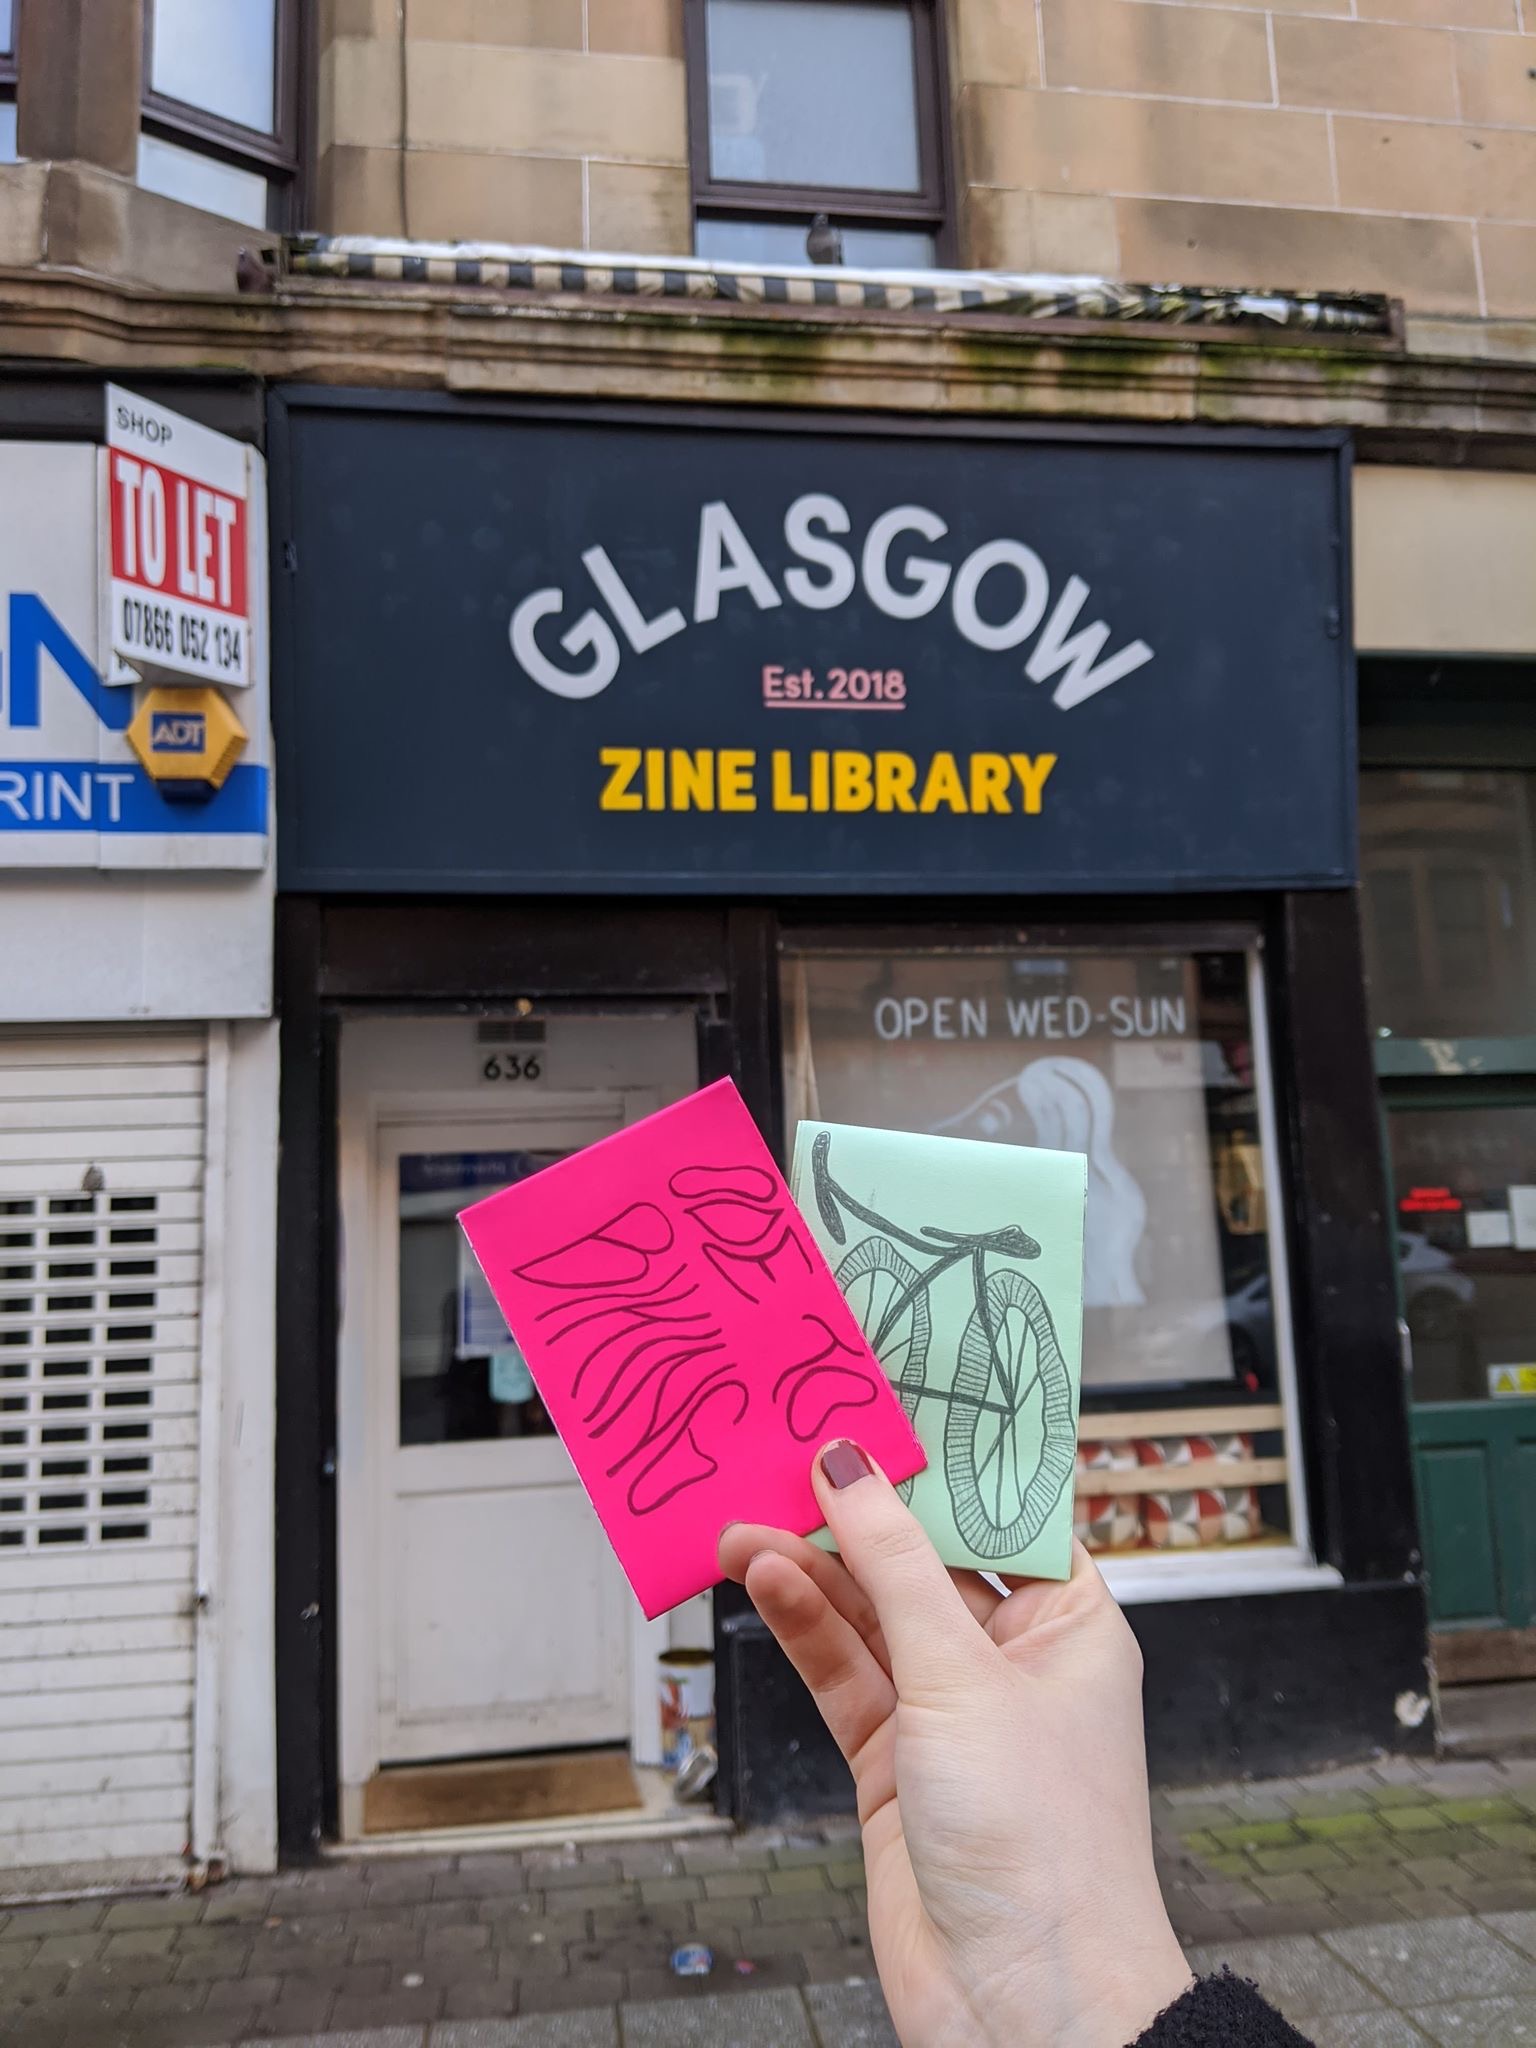 SHOP
TO LET
07866 052 134
ADT
RINT
GLASGOW
Est. 2018
ZINE LIBRARY
OPEN WED-SUN
636